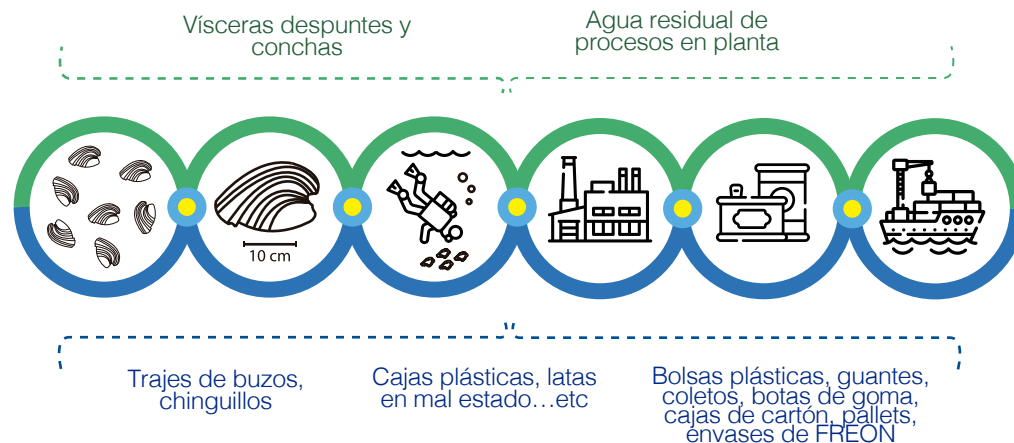 Vísceras despuntes y
conchas
Agua residual de
procesos en planta
10 cm
Trajes de buzos,
chinguillos
Cajas plásticas, latas
en mal estado…etc
Bolsas plásticas, guantes,
coletos, botas de goma,
cajas de cartón, pallets,
envases de FREON